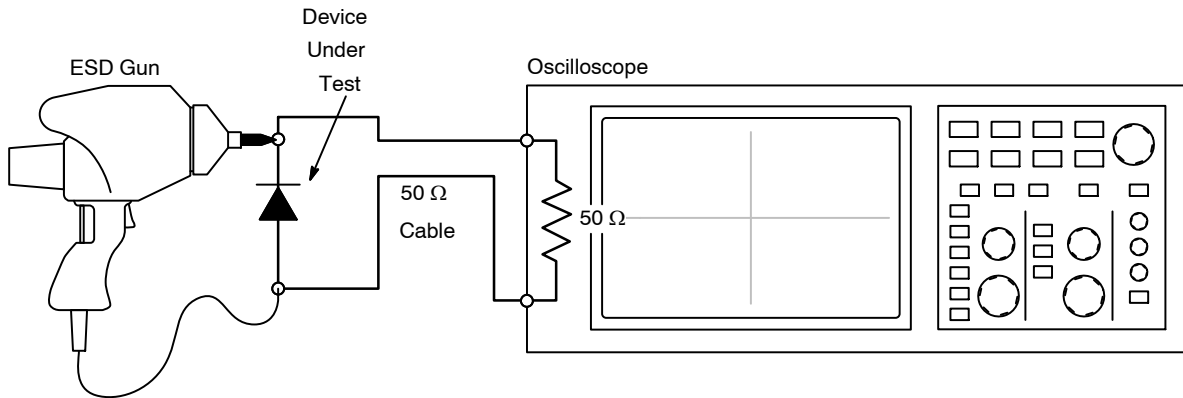 Device
Under
Test
ESD Gun
Oscilloscope
50 Ω
Cable
50 Ω